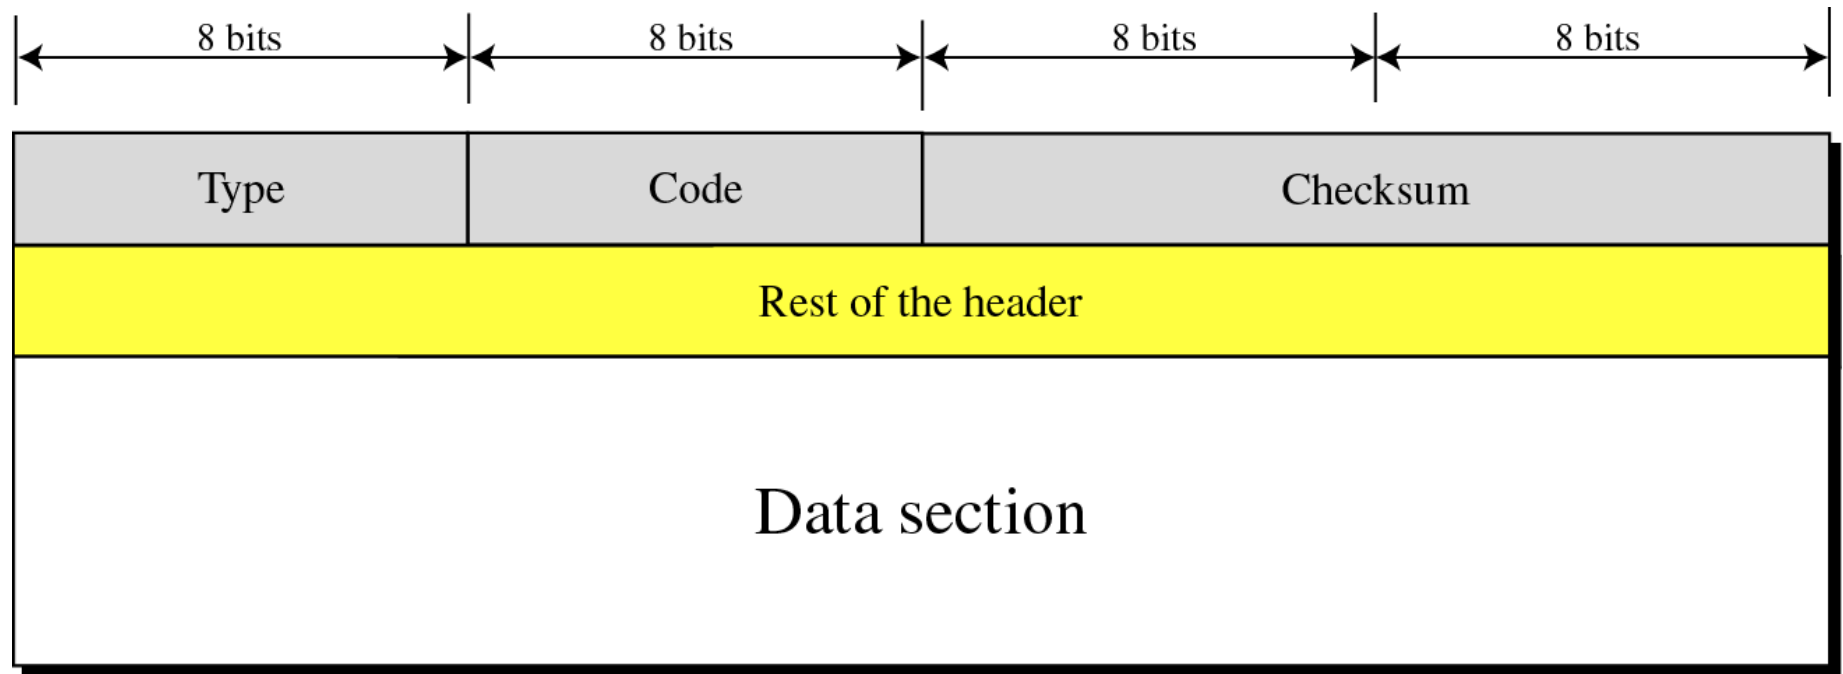 8 bits 8 bits 8 bits 8 bits
Type Code Checksum
Rest of the header
Data section